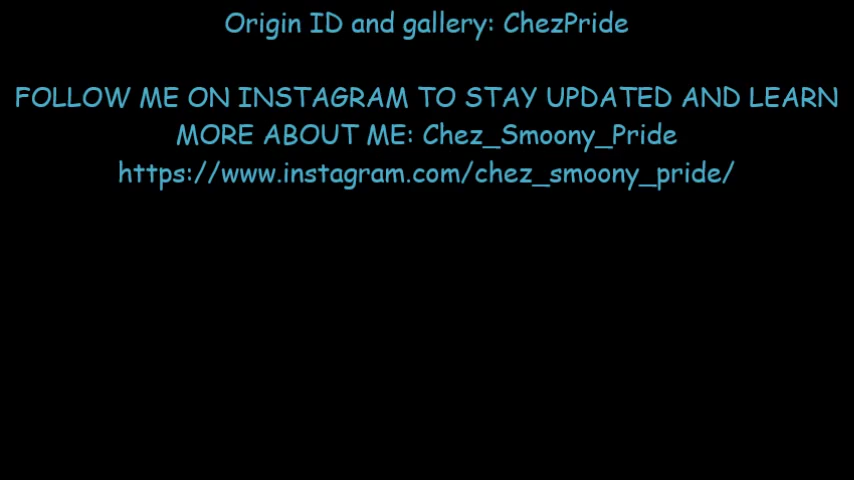 Origin ID and gallery: ChezPride
FOLLOW ME ON INSTAGRAM TO STAY UPDATED AND LEARN
MORE ABOUT ME: Chez_Smoony_Pride
https://www.instagram.com/chez_smoony_pride/